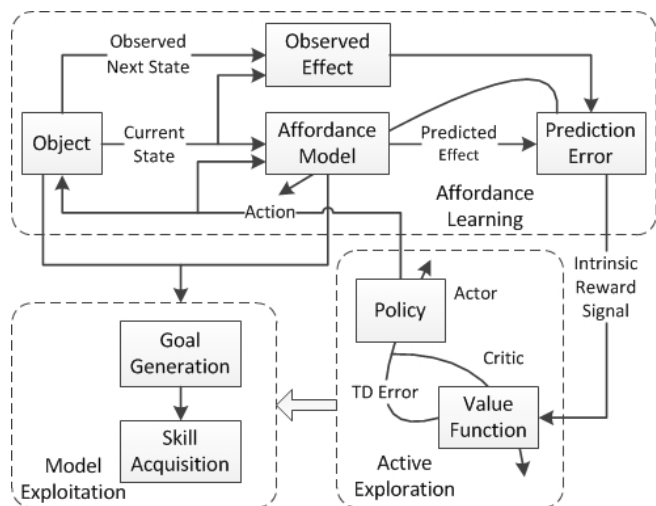 Observed
Next State
Observed
Effect
Object
Current
State
Affordance
Model
Predicted
Effect
Prediction
Error
Action
Affordance
Learning
Intrinsic
Reward
Signal
Policy
Actor
Goal
Generation
Critic
TD Error
Value
Function
Skill
Acquisition
Model
Exploitation
Active
Exploration